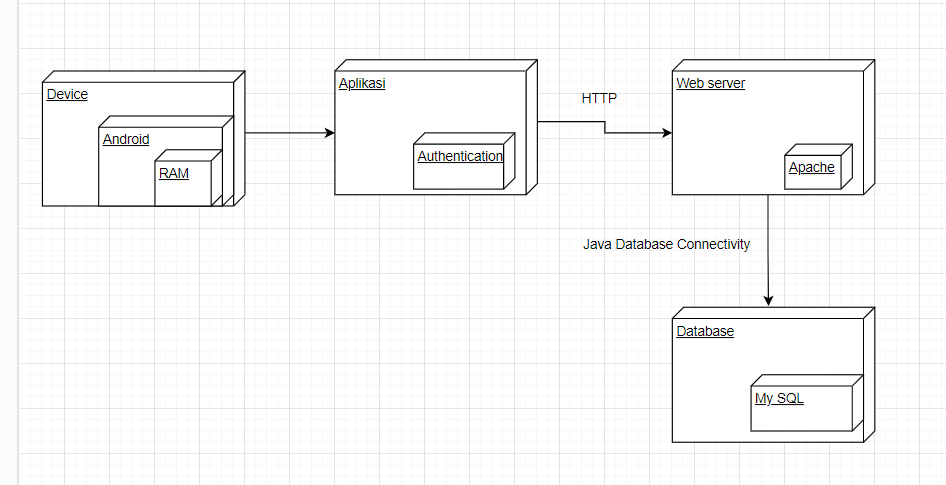 Device
Android
RAM
Aplikasi
Authentication
HTTP
Web server
Apache
Java Database Connectivity
Database
My SQL